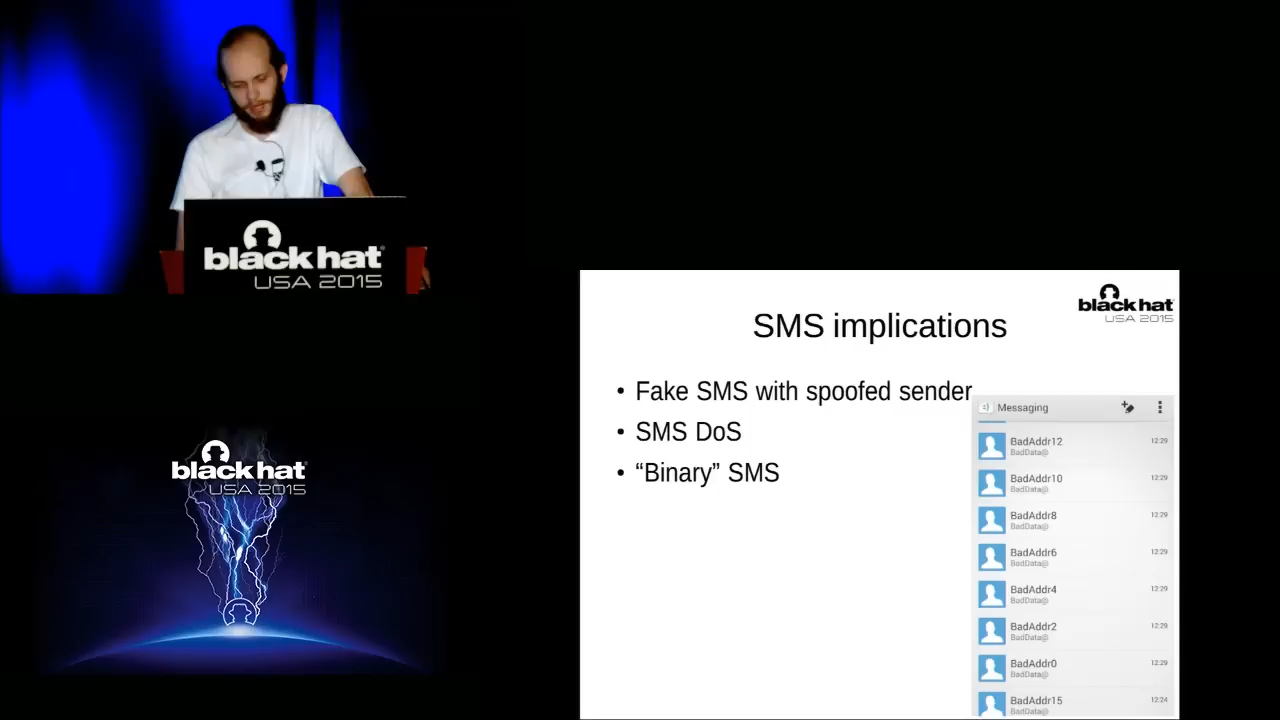 black hat
USA 2015
black hat
USA 2015
black hat
USA 2015
SMS implications
• Fake SMS with spoofed sender
• SMS DoS
• “Binary” SMS
:) Messaging
BadAddr12 12:29
BadData@
BadAddr10 12:29
BadData@
BadAddr8 12:29
BadData@
BadAddr6 12:29
BadData@
BadAddr4 12:29
BadData@
BadAddr2 12:29
BadData@
BadAddr0 12:29
BadData@
BadAddr15 12:24
BadData@